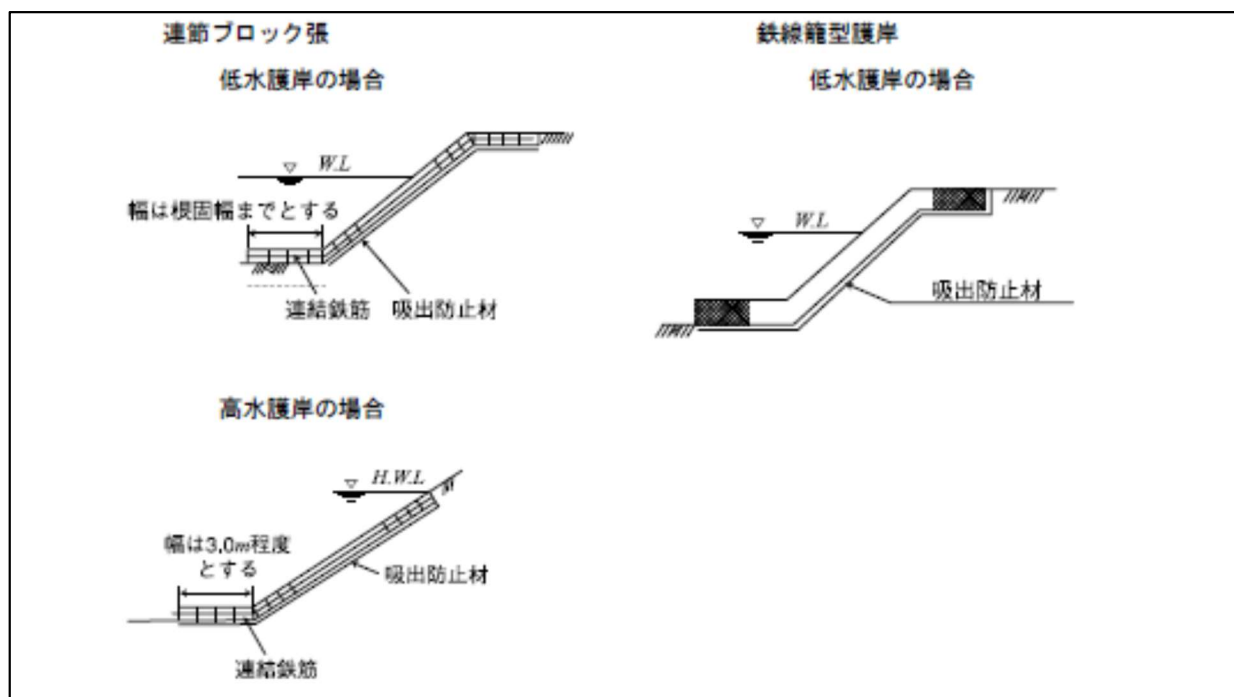 連節ブロック張
低水護岸の場合
W.L
幅は根固幅までとする
連結鉄筋
吸出防止材
高水護岸の場合
H.W.L
幅は3.0m程度
とする
吸出防止材
連結鉄筋
鉄線籠型護岸
低水護岸の場合
W.L
吸出防止材